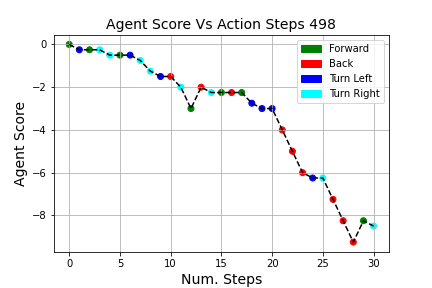 Agent Score Vs Action Steps 498
Forward
Back
Turn Left
Turn Right
0
−2
−4
−6
−8
Agent Score
0
5
10
15
20
25
30
Num. Steps